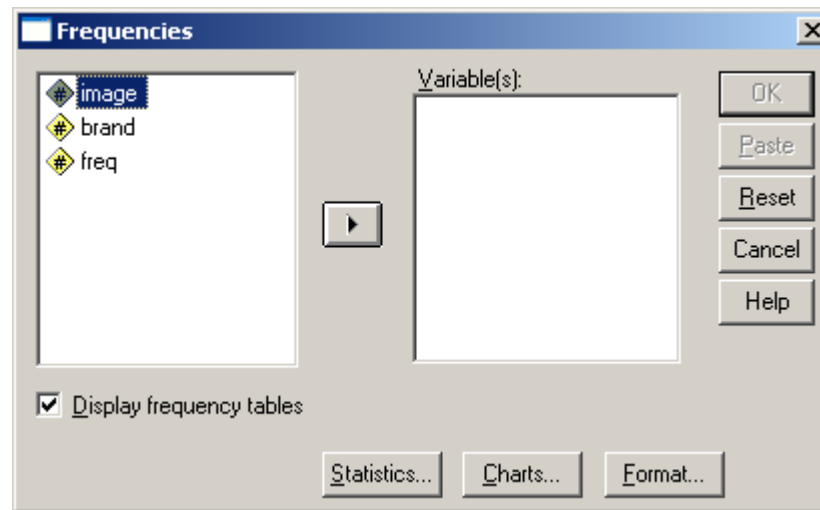 Frequencies
image
brand
freq
Variable(s):
OK
Paste
Reset
Cancel
Help
Display frequency tables
Statistics...
Charts...
Format...